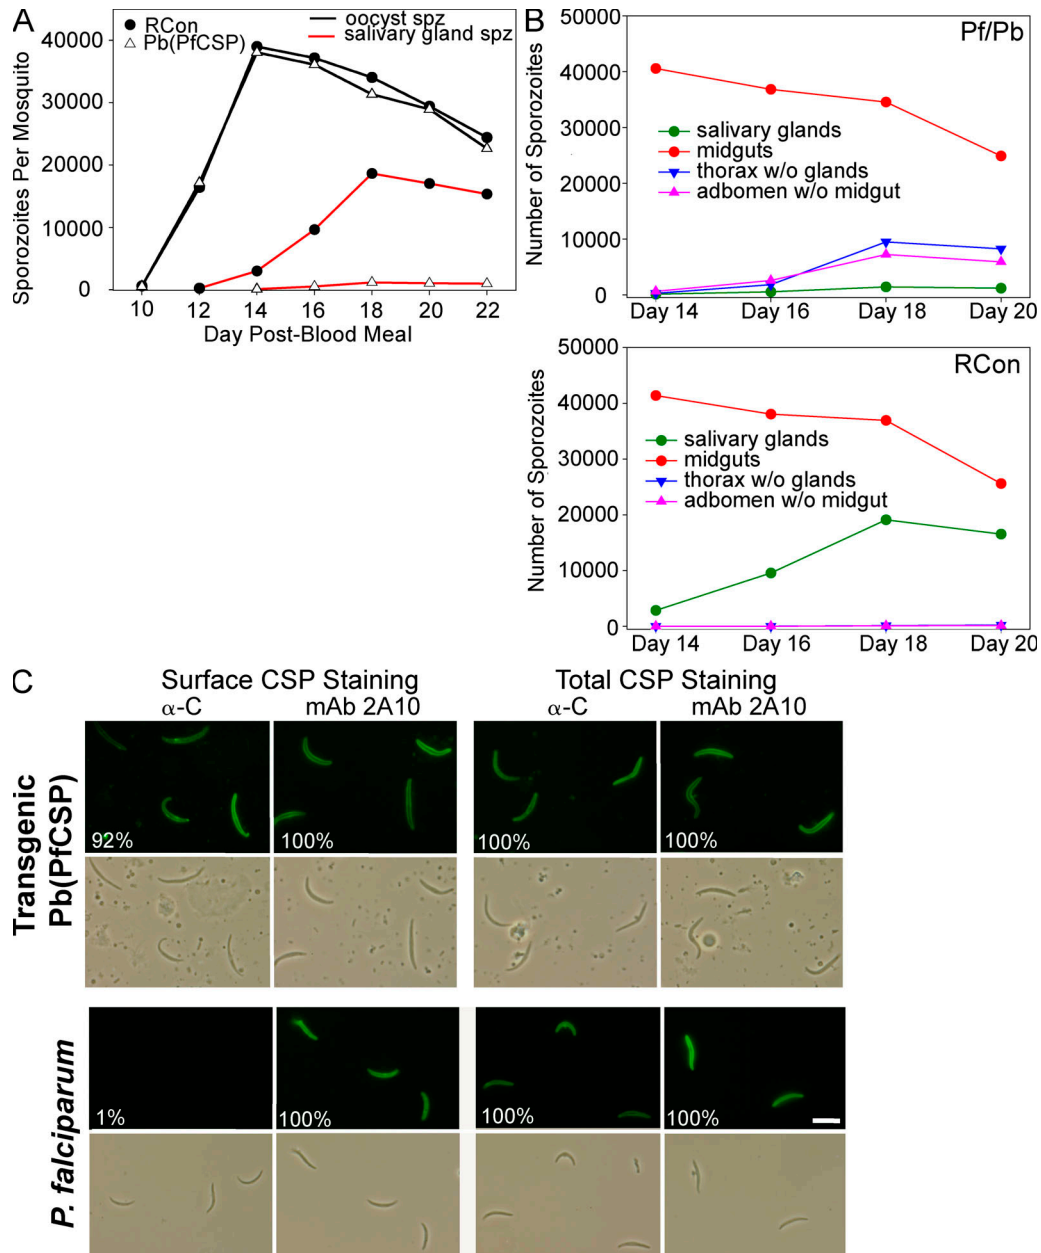 A
RCon
Pb(PfCSP)
oocyst spz
salivary gland spz
Sporozoites Per Mosquito
40000
30000
20000
10000
0
10 12 14 16 18 20 22
Day Post-Blood Meal
B
Pf/Pb
Number of Sporozoites
50000
40000
30000
20000
10000
0
salivary glands
midguts
thorax w/o glands
adbomen w/o midgut
Day 14 Day 16 Day 18 Day 20
RCon
Number of Sporozoites
50000
40000
30000
20000
10000
0
salivary glands
midguts
thorax w/o glands
adbomen w/o midgut
Day 14 Day 16 Day 18 Day 20
C
Surface CSP Staining Total CSP Staining
α-C mAb 2A10 α-C mAb 2A10
Transgenic
Pb(PfCSP)
92% 100% 100% 100%
P. falciparum
1% 100% 100% 100%